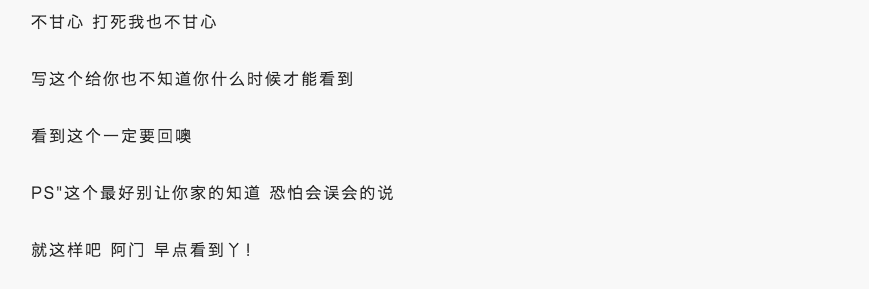 不甘心 打死我也不甘心
写这个给你也不知道你什么时候才能看到
看到这个一定要回噢
PS"这个最好别让你家的知道 恐怕会误会的说
就这样吧 阿门 早点看到丫!